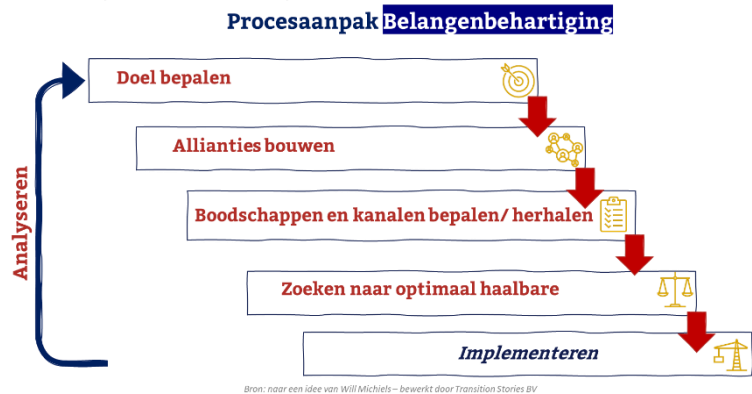 Procesaanpak Belangenbehartiging
Doel bepalen
Allianties bouwen
Boodschappen en kanalen bepalen/ herhalen
Zoeken naar optimaal haalbare
Implementeren
Analyseren
Bron: naar een idee van Will Michiels – bewerkt door Transition Stories BV